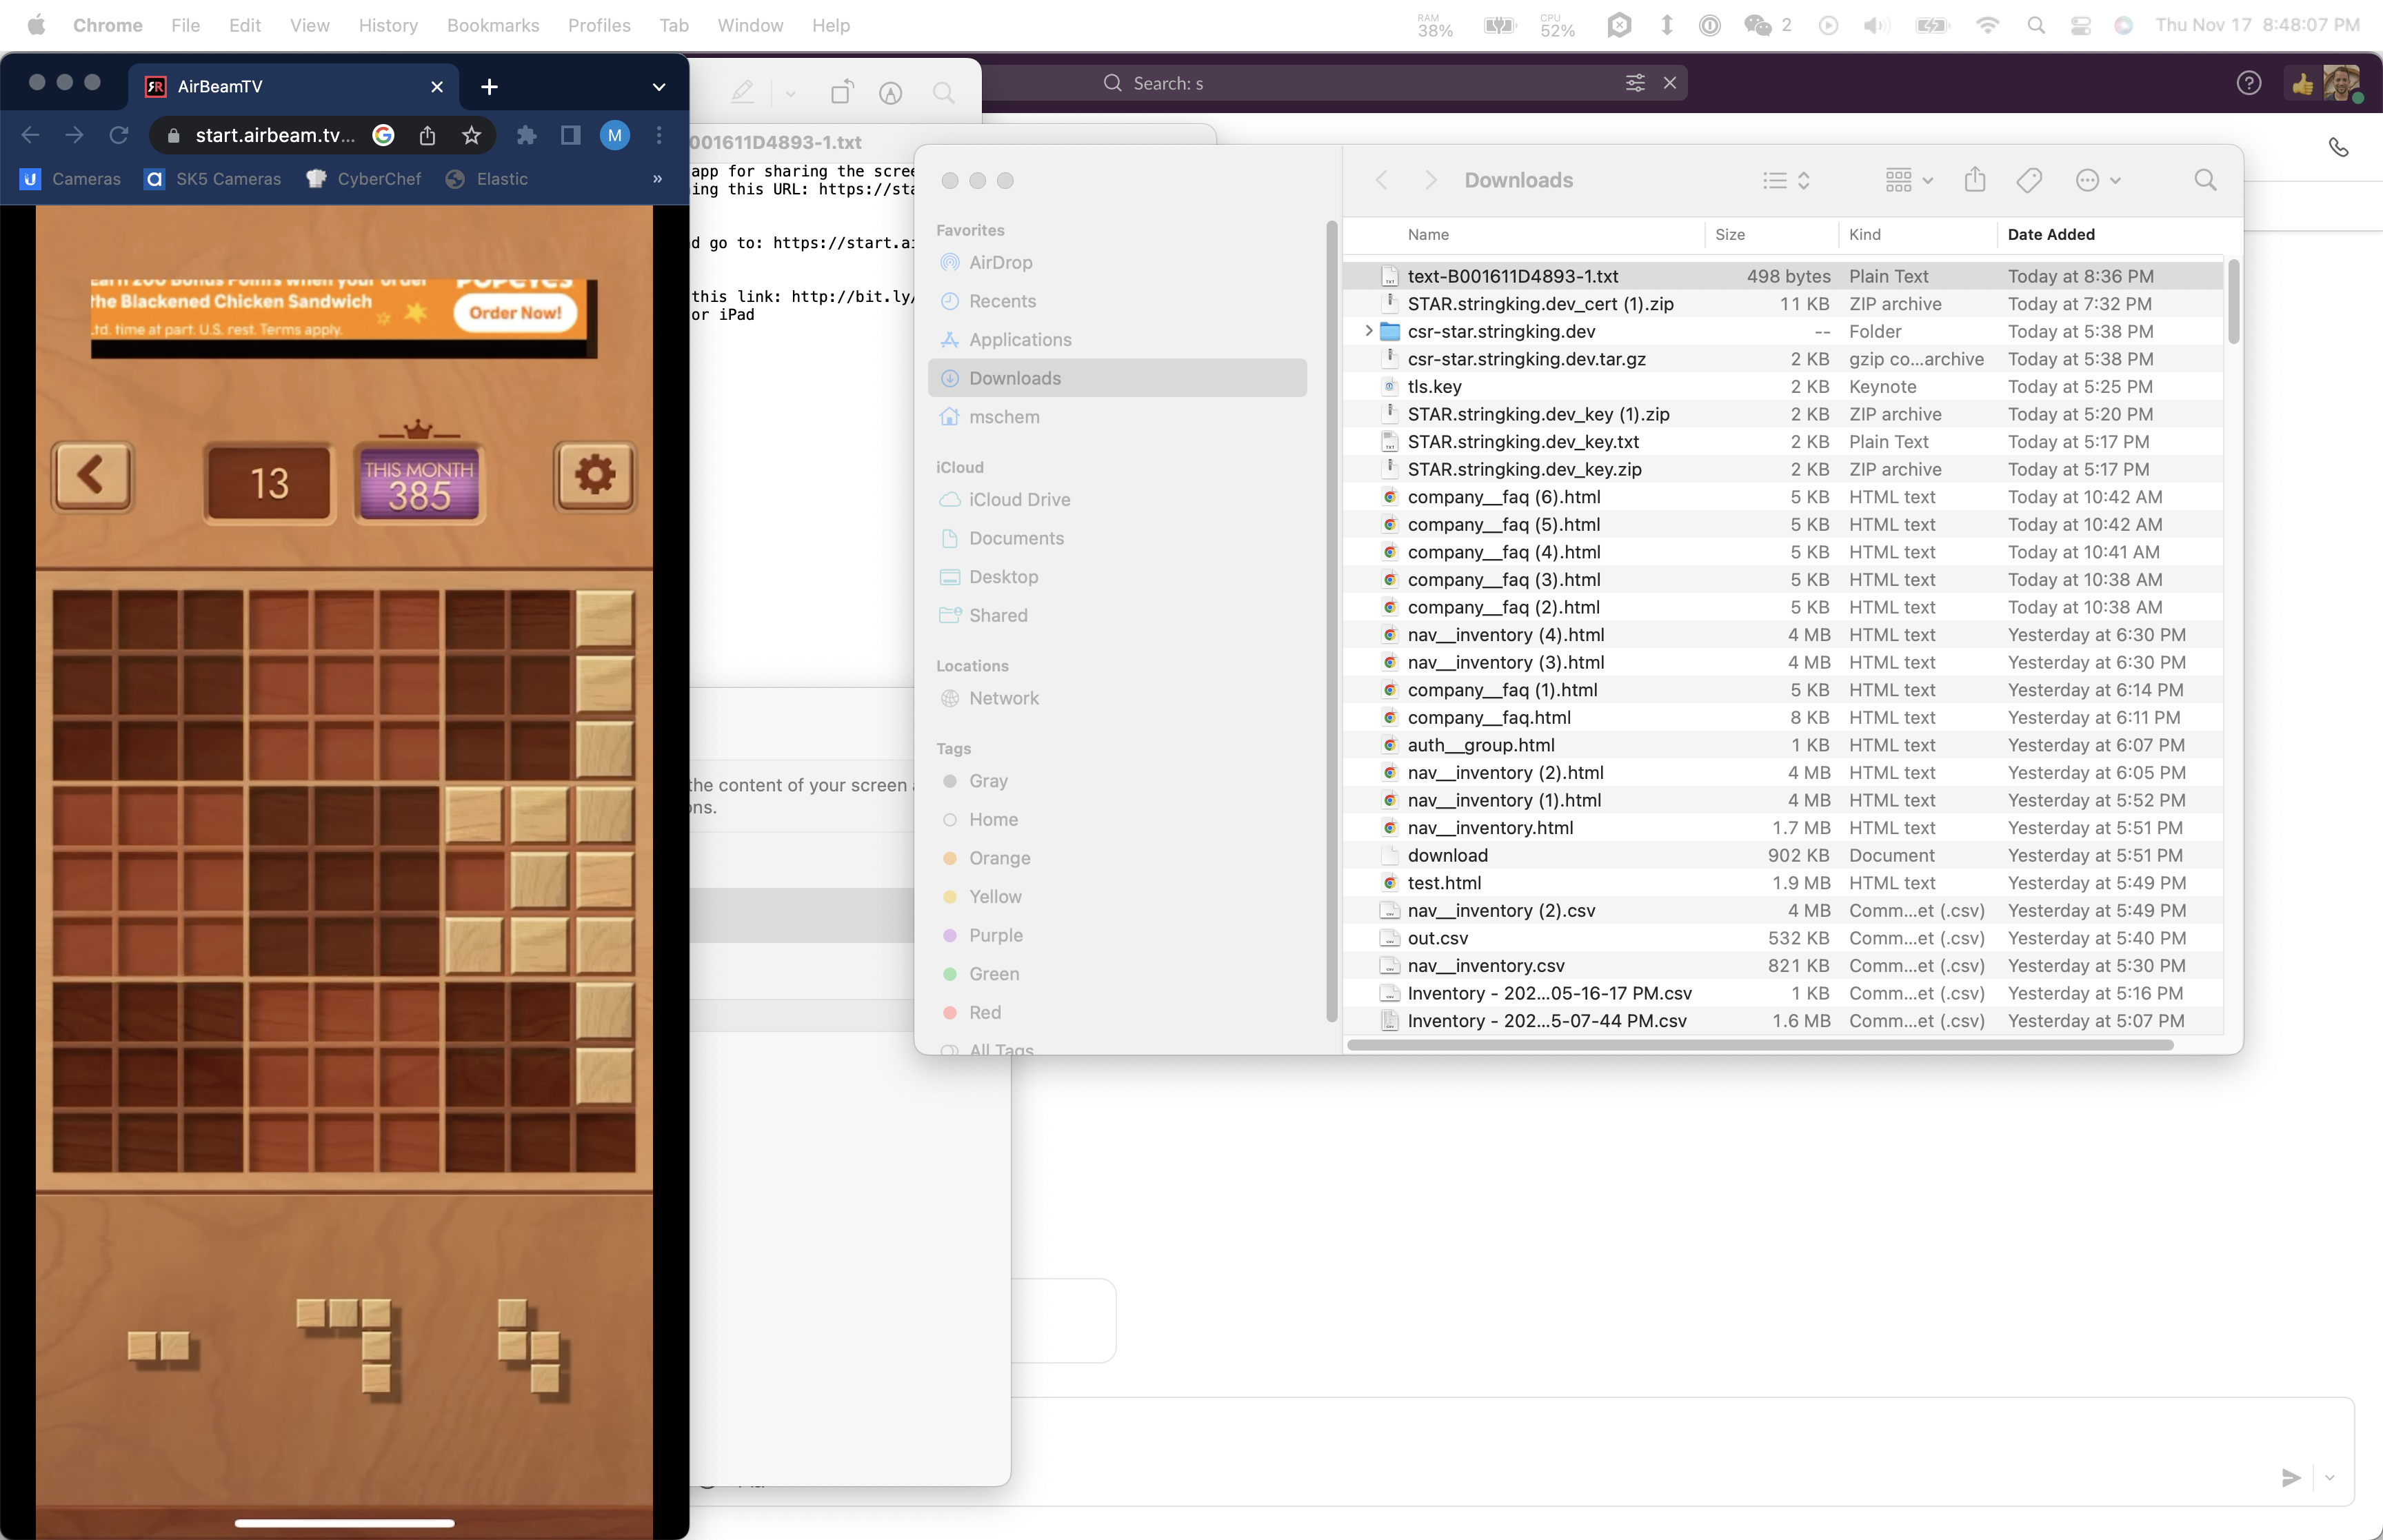 Chrome File Edit View History Bookmarks Profiles Tab Window Help
RAM 38% CPU 52% 2 Thu Nov 17 8:48:07 PM
AirBeamTV
start.airbeam.tv...
M
Cameras SK5 Cameras CyberChef Elastic »
Search: s
the Blackened Chicken Sandwich
Order Now!
Ltd. time at part. U.S. rest. Terms apply.
13
THIS MONTH
385
001611D4893-1.txt
app for sharing the scree
ing this URL: https://sta
d go to: https://start.ai
this link: http://bit.ly/
or iPad
the content of your screen
ons.
Downloads
Favorites
AirDrop
Recents
Applications
Downloads
mschem
iCloud
iCloud Drive
Documents
Desktop
Shared
Locations
Network
Tags
Gray
Home
Orange
Yellow
Purple
Green
Red
All Tags
Name Size Kind Date Added
text-B001611D4893-1.txt 498 bytes Plain Text Today at 8:36 PM
STAR.stringking.dev_cert (1).zip 11 KB ZIP archive Today at 7:32 PM
csr-star.stringking.dev -- Folder Today at 5:38 PM
csr-star.stringking.dev.tar.gz 2 KB gzip co...archive Today at 5:38 PM
tls.key 2 KB Keynote Today at 5:25 PM
STAR.stringking.dev_key (1).zip 2 KB ZIP archive Today at 5:20 PM
STAR.stringking.dev_key.txt 2 KB Plain Text Today at 5:17 PM
STAR.stringking.dev_key.zip 2 KB ZIP archive Today at 5:17 PM
company__faq (6).html 5 KB HTML text Today at 10:42 AM
company__faq (5).html 5 KB HTML text Today at 10:42 AM
company__faq (4).html 5 KB HTML text Today at 10:41 AM
company__faq (3).html 5 KB HTML text Today at 10:38 AM
company__faq (2).html 5 KB HTML text Today at 10:38 AM
nav__inventory (4).html 4 MB HTML text Yesterday at 6:30 PM
nav__inventory (3).html 4 MB HTML text Yesterday at 6:30 PM
company__faq (1).html 5 KB HTML text Yesterday at 6:14 PM
company__faq.html 8 KB HTML text Yesterday at 6:11 PM
auth__group.html 1 KB HTML text Yesterday at 6:07 PM
nav__inventory (2).html 4 MB HTML text Yesterday at 6:05 PM
nav__inventory (1).html 4 MB HTML text Yesterday at 5:52 PM
nav__inventory.html 1.7 MB HTML text Yesterday at 5:51 PM
download 902 KB Document Yesterday at 5:51 PM
test.html 1.9 MB HTML text Yesterday at 5:49 PM
nav__inventory (2).csv 4 MB Comm...et (.csv) Yesterday at 5:49 PM
out.csv 532 KB Comm...et (.csv) Yesterday at 5:40 PM
nav__inventory.csv 821 KB Comm...et (.csv) Yesterday at 5:30 PM
Inventory - 202...05-16-17 PM.csv 1 KB Comm...et (.csv) Yesterday at 5:16 PM
Inventory - 202...5-07-44 PM.csv 1.6 MB Comm...et (.csv) Yesterday at 5:07 PM